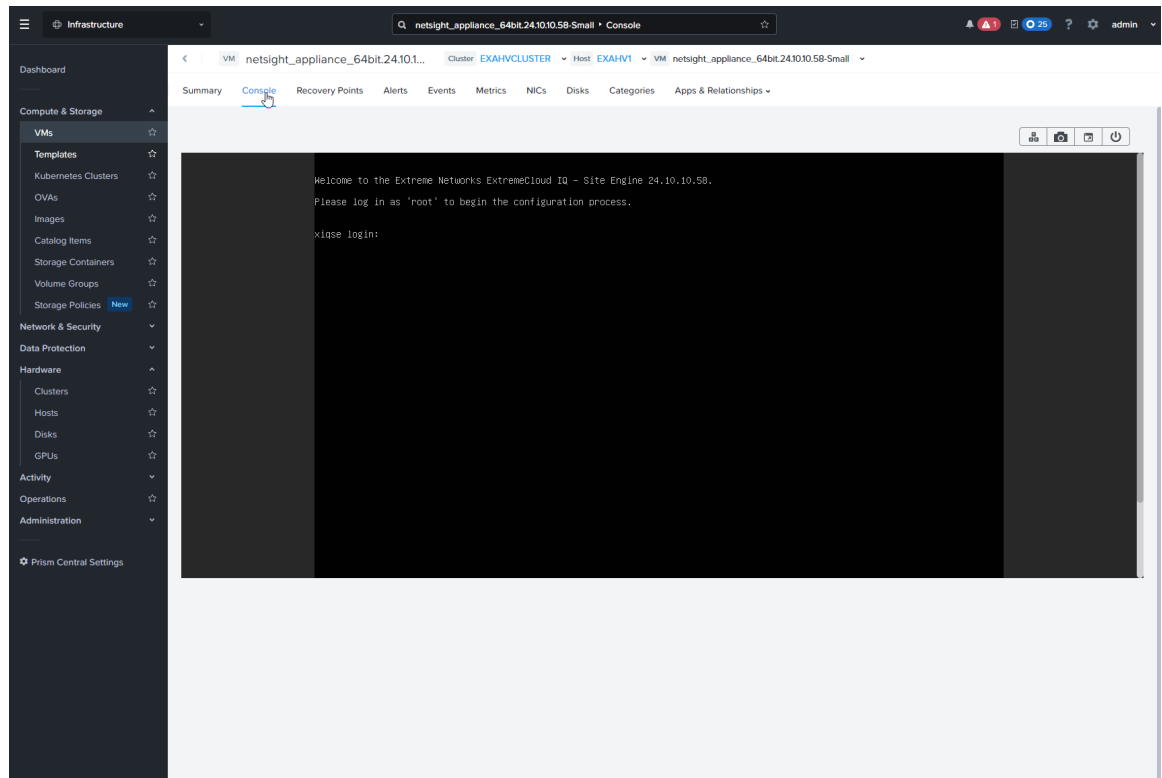 Infrastructure
netsight_appliance_64bit.24.10.10.58-Small • Console
1
25
?
admin
Dashboard
Compute & Storage
VMs
Templates
Kubernetes Clusters
OVAs
Images
Catalog Items
Storage Containers
Volume Groups
Storage Policies New
Network & Security
Data Protection
Hardware
Clusters
Hosts
Disks
GPUs
Activity
Operations
Administration
Prism Central Settings
VM netsight_appliance_64bit.24.10.1... Cluster EXAHVCLUSTER Host EXAHV1 VM netsight_appliance_64bit.24.10.10.58-Small
Summary Console Recovery Points Alerts Events Metrics NICs Disks Categories Apps & Relationships
Welcome to the Extreme Networks ExtremeCloud IQ - Site Engine 24.10.10.58.
Please log in as 'root' to begin the configuration process.
xiqse login: